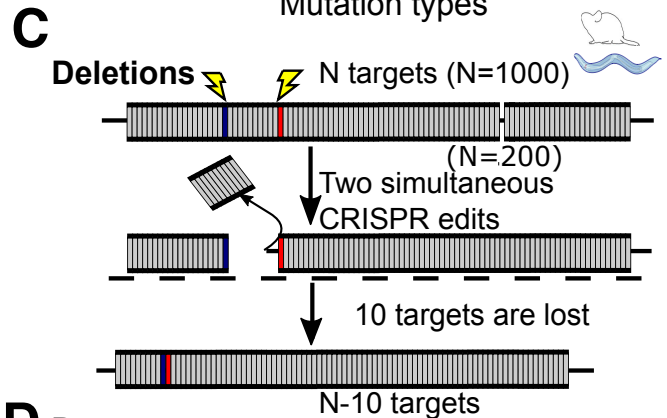 Mutation types
C
Deletions
N targets (N=1000)
(N=200)
Two simultaneous
CRISPR edits
10 targets are lost
N-10 targets